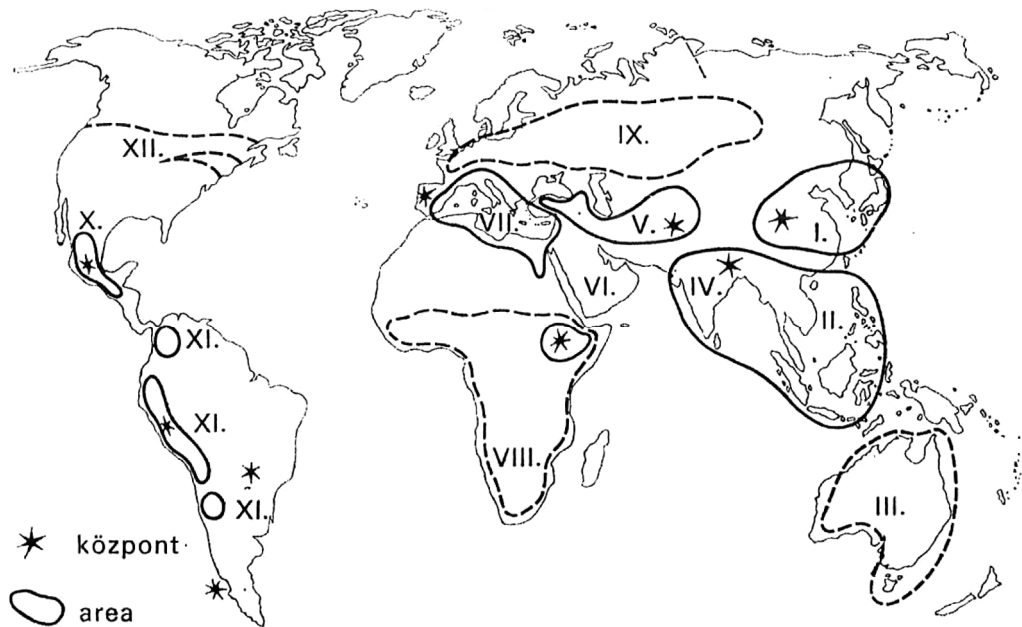 IX.
XII.
X.
VII.
V.
I.
VI.
IV.
II.
XI.
XI.
VIII.
XI.
III.
központ
area